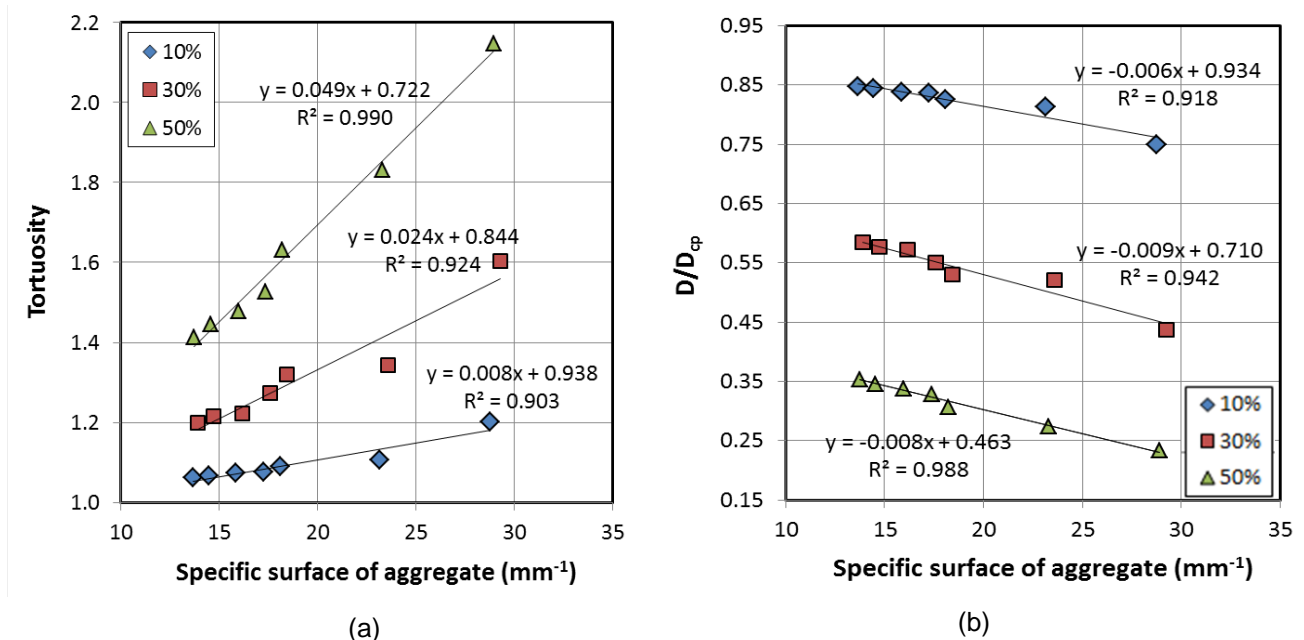 2.2
2.0
1.8
1.6
1.4
1.2
1.0
Tortuosity
10%
30%
50%
y = 0.049x + 0.722
R² = 0.990
y = 0.024x + 0.844
R² = 0.924
y = 0.008x + 0.938
R² = 0.903
10 15 20 25 30 35
Specific surface of aggregate (mm⁻¹)
(a)
0.95
0.85
0.75
0.65
0.55
0.45
0.35
0.25
0.15
D/Dcp
y = -0.006x + 0.934
R² = 0.918
y = -0.009x + 0.710
R² = 0.942
y = -0.008x + 0.463
R² = 0.988
10%
30%
50%
10 15 20 25 30 35
Specific surface of aggregate (mm⁻¹)
(b)